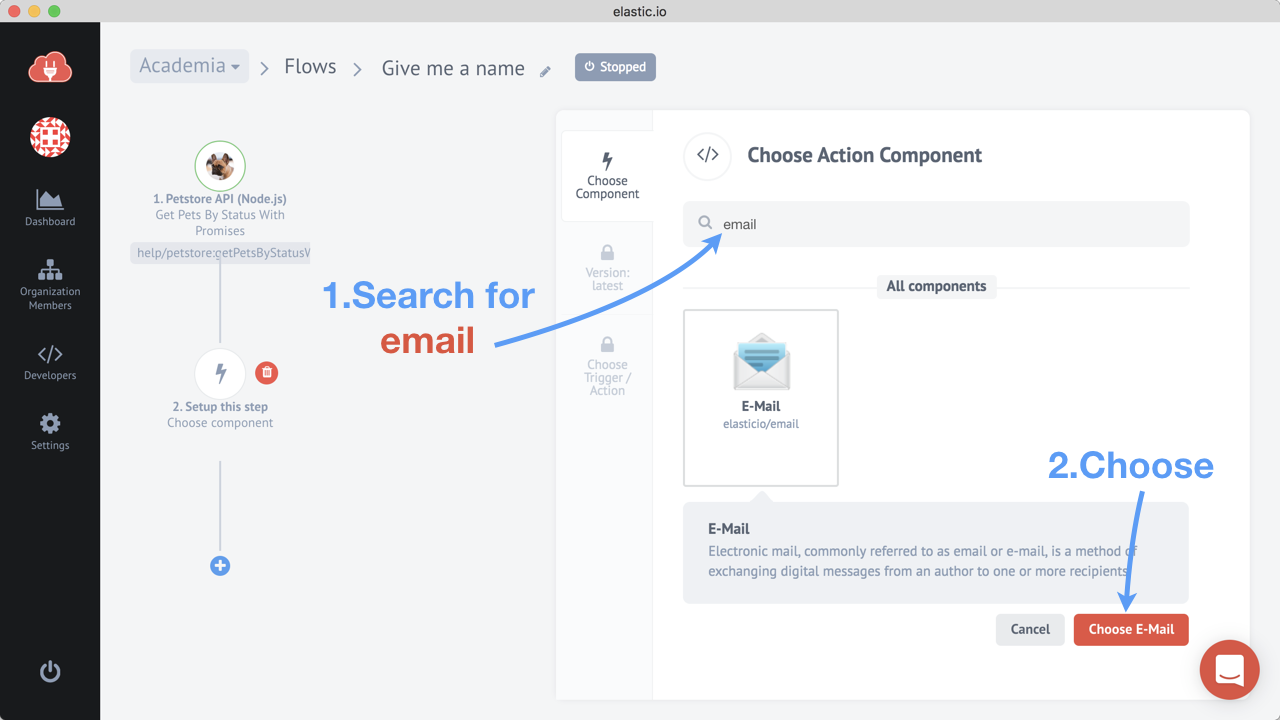 elastic.io
Academia
Flows
Give me a name
Stopped
Dashboard
Organization
Members
Developers
Settings
1. Petstore API (Node.js)
Get Pets By Status With
Promises
help/petstore:getPetsByStatusW
2. Setup this step
Choose component
1.Search for
email
Choose
Component
Version:
latest
Choose
Trigger /
Action
</> Choose Action Component
email
All components
E-Mail
elasticio/email
2.Choose
E-Mail
Electronic mail, commonly referred to as email or e-mail, is a method of
exchanging digital messages from an author to one or more recipients.
Cancel
Choose E-Mail